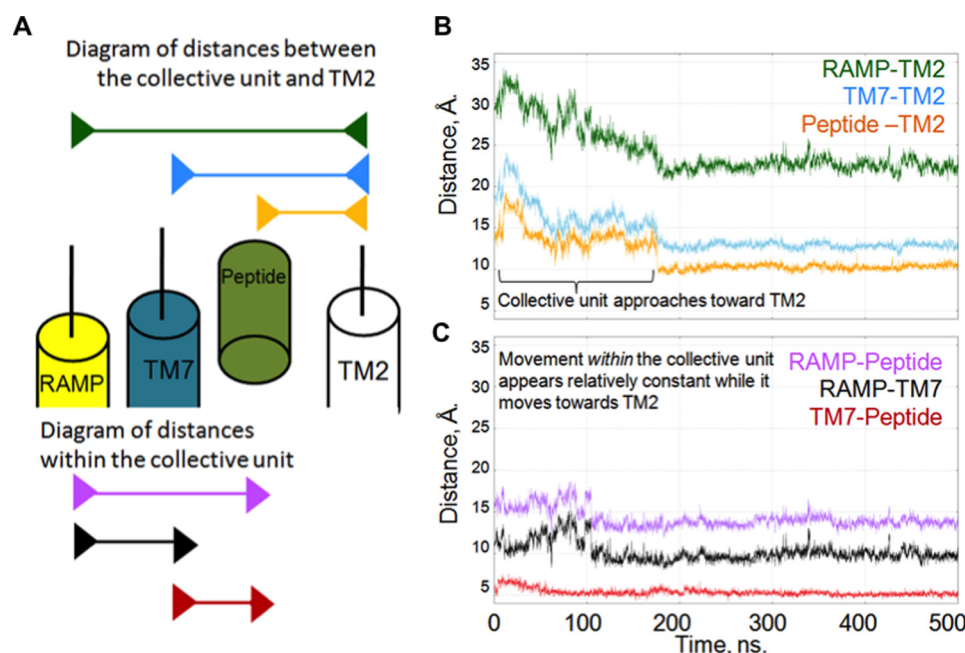 A
Diagram of distances between
the collective unit and TM2
Peptide
RAMP
TM7
TM2
Diagram of distances
within the collective unit
B
Distance, Å.
35
30
25
20
15
10
5
RAMP-TM2
TM7-TM2
Peptide –TM2
Collective unit approaches toward TM2
C
Distance, Å.
35
30
25
20
15
10
5
Movement within the collective unit
appears relatively constant while it
moves towards TM2
RAMP-Peptide
RAMP-TM7
TM7-Peptide
0 100 200 300 400 500
Time, ns.